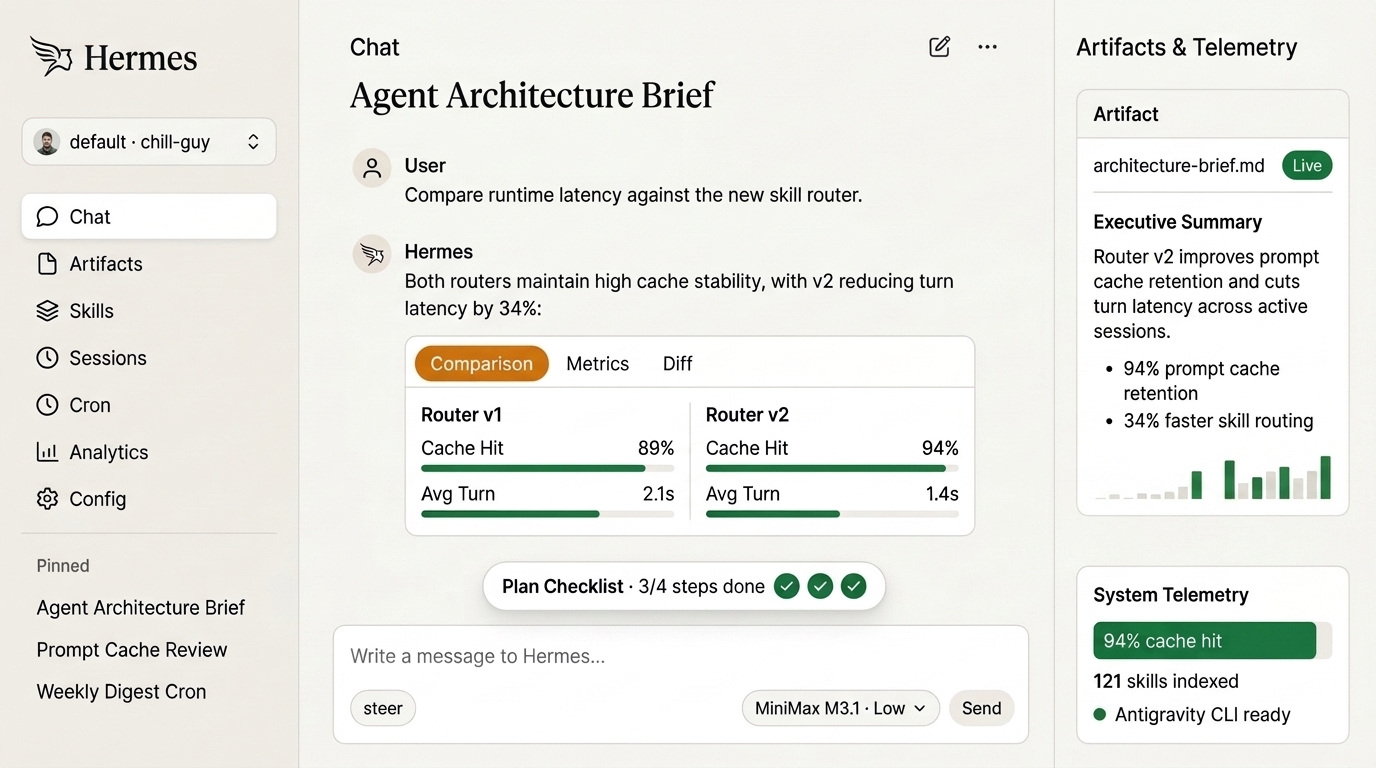 Hermes
default · chill-guy
Chat
Artifacts
Skills
Sessions
Cron
Analytics
Config
Pinned
Agent Architecture Brief
Prompt Cache Review
Weekly Digest Cron
Chat
Agent Architecture Brief
User
Compare runtime latency against the new skill router.
Hermes
Both routers maintain high cache stability, with v2 reducing turn
latency by 34%:
Comparison Metrics Diff
Router v1
Cache Hit 89%
Avg Turn 2.1s
Router v2
Cache Hit 94%
Avg Turn 1.4s
Plan Checklist · 3/4 steps done
Write a message to Hermes...
steer
MiniMax M3.1 · Low
Send
Artifacts & Telemetry
Artifact
architecture-brief.md Live
Executive Summary
Router v2 improves prompt
cache retention and cuts
turn latency across active
sessions.
• 94% prompt cache
retention
• 34% faster skill routing
System Telemetry
94% cache hit
121 skills indexed
Antigravity CLI ready